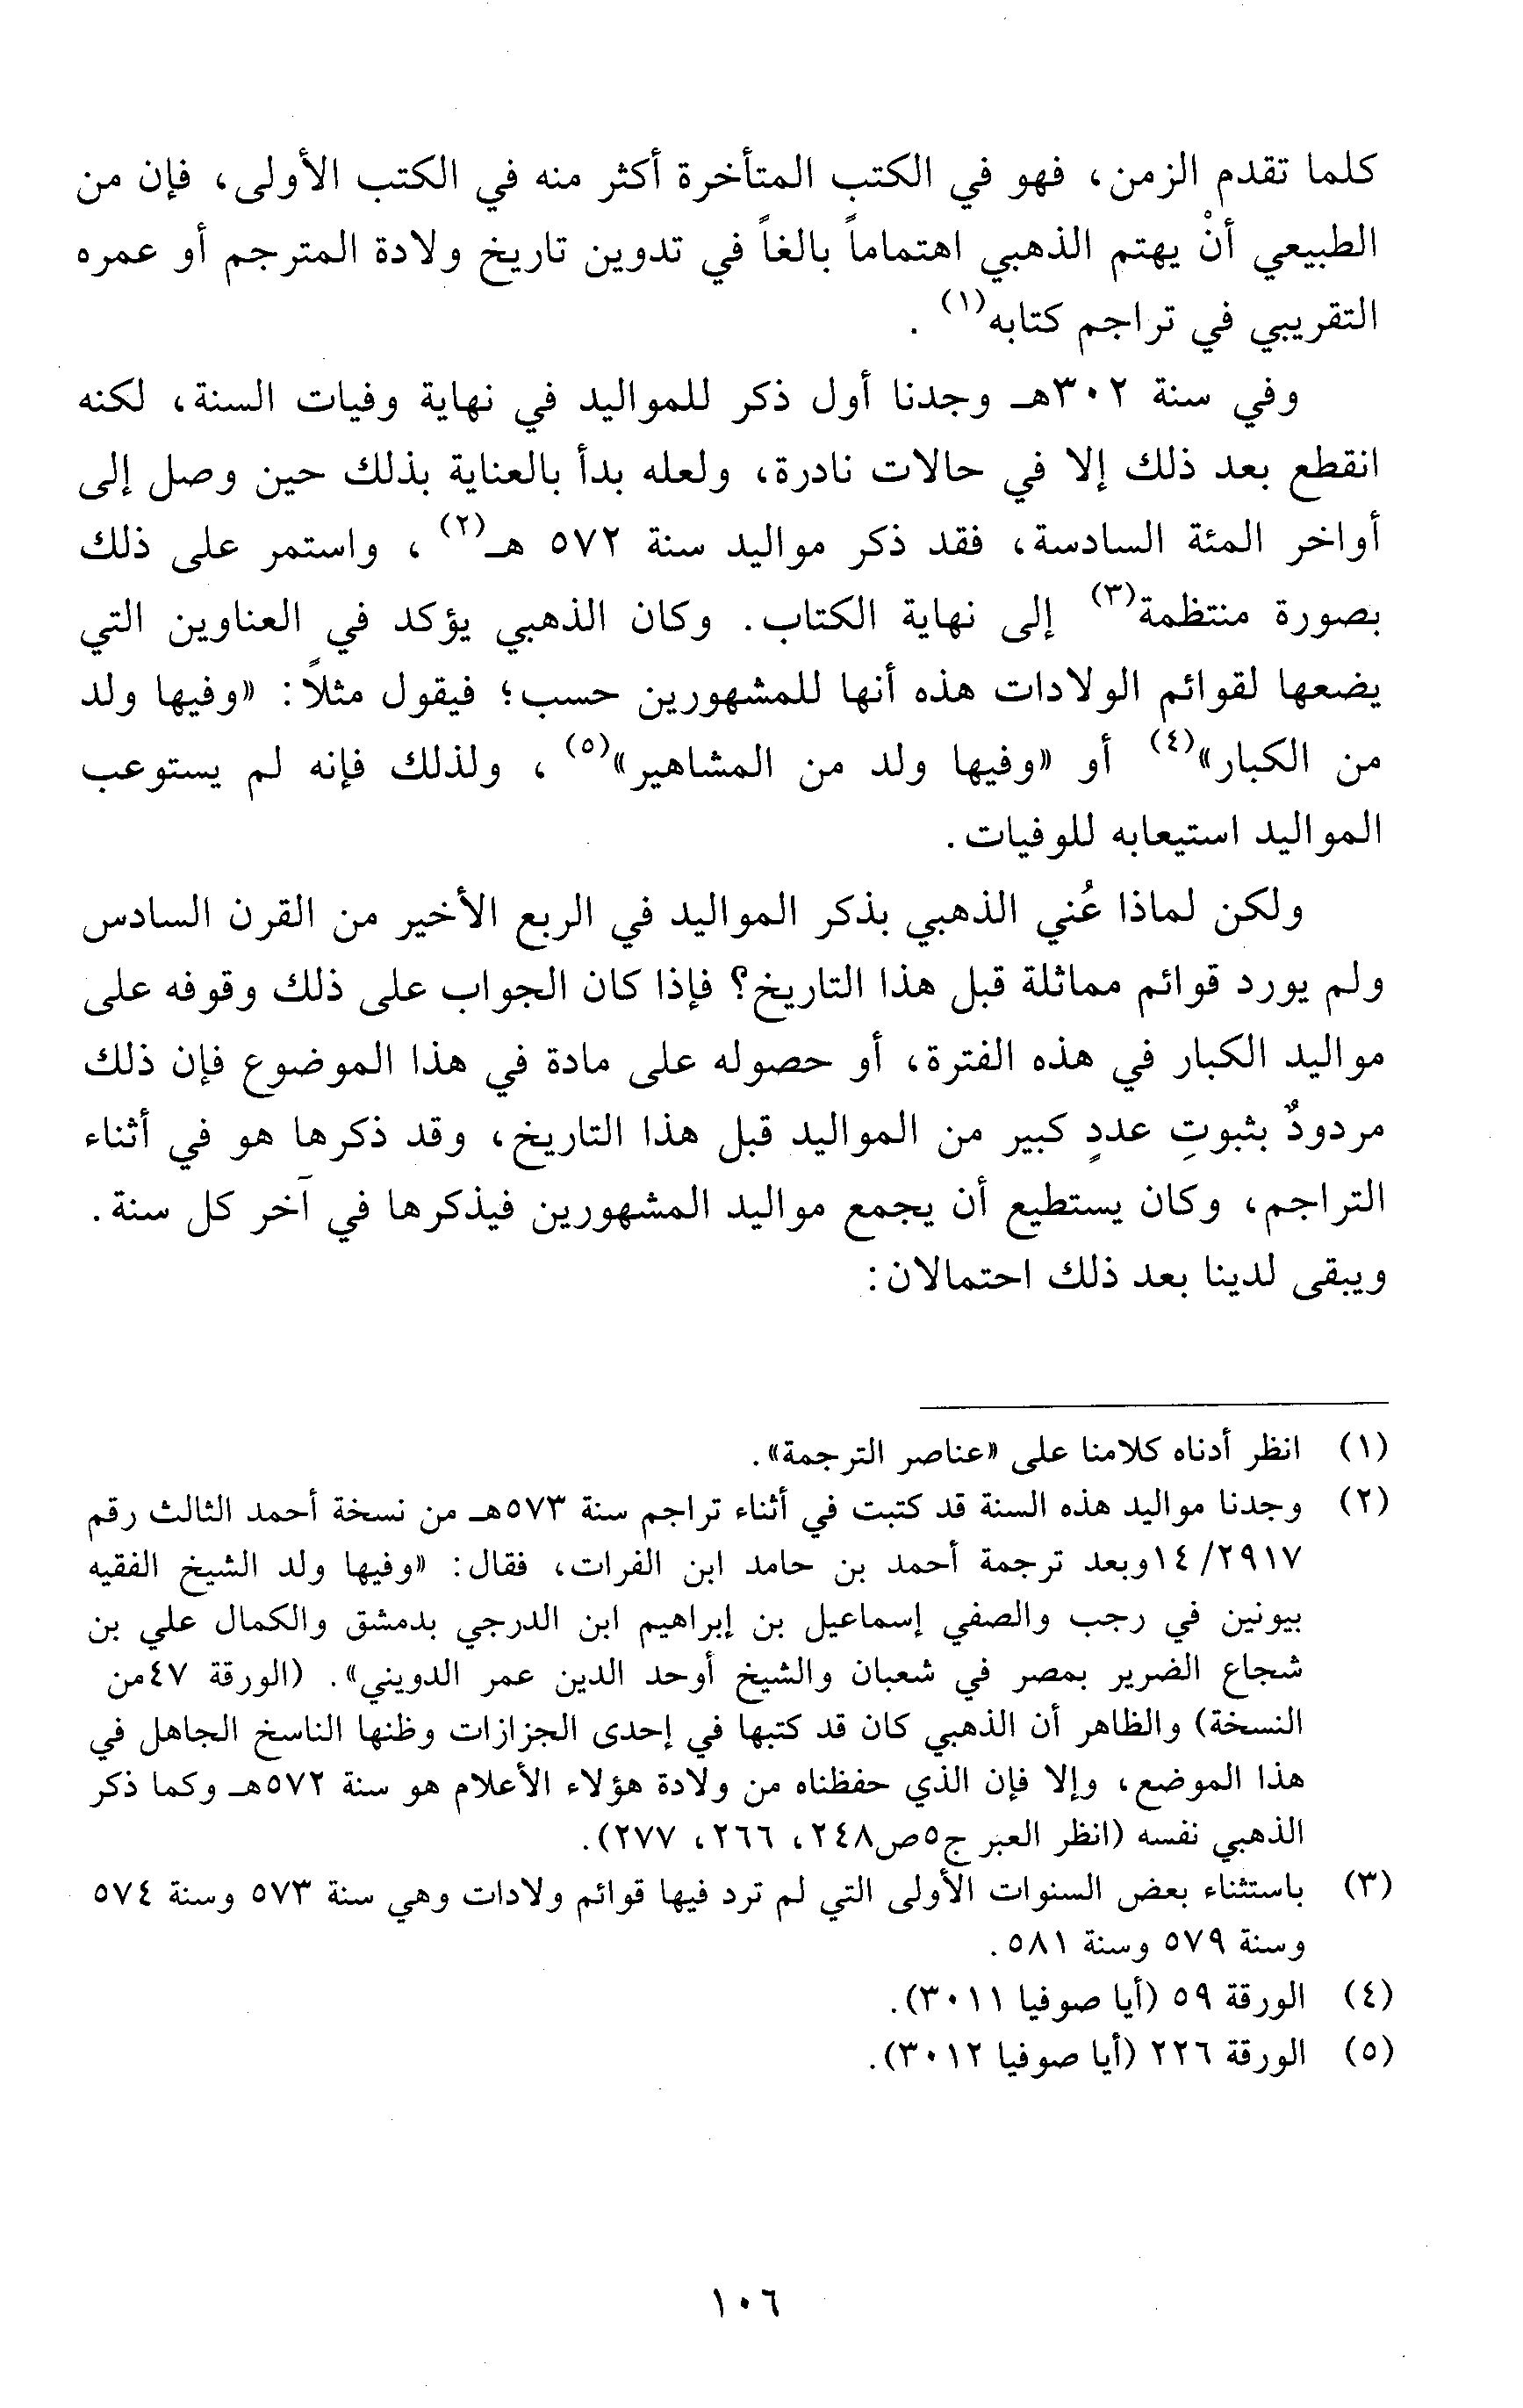 كلما تقدم الزمن، فهو في الكتب المتأخرة أكثر منه في الكتب الأولى، فإن من
الطبيعي أنْ يهتم الذهبي اهتماماً بالغاً في تدوين تاريخ ولادة المترجم أو عمره
التقريبي في تراجم كتابه(١) .
وفي سنة ٣٠٢هـ وجدنا أول ذكر للمواليد في نهاية وفيات السنة، لكنه
انقطع بعد ذلك إلا في حالات نادرة، ولعله بدأ بالعناية بذلك حين وصل إلى
أواخر المئة السادسة، فقد ذكر مواليد سنة ٥٧٢ هـ(٢) ، واستمر على ذلك
بصورة منتظمة(٣) إلى نهاية الكتاب. وكان الذهبي يؤكد في العناوين التي
يضعها لقوائم الولادات هذه أنها للمشهورين حسب؛ فيقول مثلاً: «وفيها ولد
من الكبار»(٤) أو «وفيها ولد من المشاهير»(٥) ، ولذلك فإنه لم يستوعب
المواليد استيعابه للوفيات.
ولكن لماذا عُني الذهبي بذكر المواليد في الربع الأخير من القرن السادس
ولم يورد قوائم مماثلة قبل هذا التاريخ؟ فإذا كان الجواب على ذلك وقوفه على
مواليد الكبار في هذه الفترة، أو حصوله على مادة في هذا الموضوع فإن ذلك
مردودٌ بثبوتِ عددٍ كبير من المواليد قبل هذا التاريخ، وقد ذكرها هو في أثناء
التراجم، وكان يستطيع أن يجمع مواليد المشهورين فيذكرها في آخر كل سنة.
ويبقى لدينا بعد ذلك احتمالان:
(١) انظر أدناه كلامنا على «عناصر الترجمة».
(٢) وجدنا مواليد هذه السنة قد كتبت في أثناء تراجم سنة ٥٧٣هـ من نسخة أحمد الثالث رقم
٢٩١٧/ ١٤وبعد ترجمة أحمد بن حامد ابن الفرات، فقال: «وفيها ولد الشيخ الفقيه
بيونين في رجب والصفي إسماعيل بن إبراهيم ابن الدرجي بدمشق والكمال علي بن
شجاع الضرير بمصر في شعبان والشيخ أوحد الدين عمر الدويني». (الورقة ٤٧من
النسخة) والظاهر أن الذهبي كان قد كتبها في إحدى الجزازات وظنها الناسخ الجاهل في
هذا الموضع، وإلا فإن الذي حفظناه من ولادة هؤلاء الأعلام هو سنة ٥٧٢هـ وكما ذكر
الذهبي نفسه (انظر العبر ج٥ص٢٤٨، ٢٦٦، ٢٧٧).
(٣) باستثناء بعض السنوات الأولى التي لم ترد فيها قوائم ولادات وهي سنة ٥٧٣ وسنة ٥٧٤
وسنة ٥٧٩ وسنة ٥٨١.
(٤) الورقة ٥٩ (أيا صوفيا ٣٠١١).
(٥) الورقة ٢٢٦ (أيا صوفيا ٣٠١٢).
١٠٦